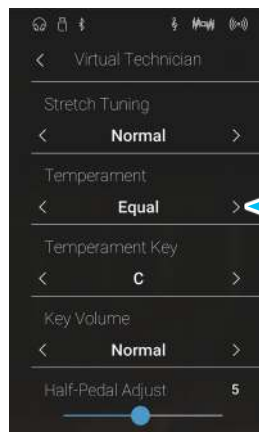 Virtual Technician
Stretch Tuning
Normal
Temperament
Equal
Temperament Key
C
Key Volume
Normal
Half-Pedal Adjust 5